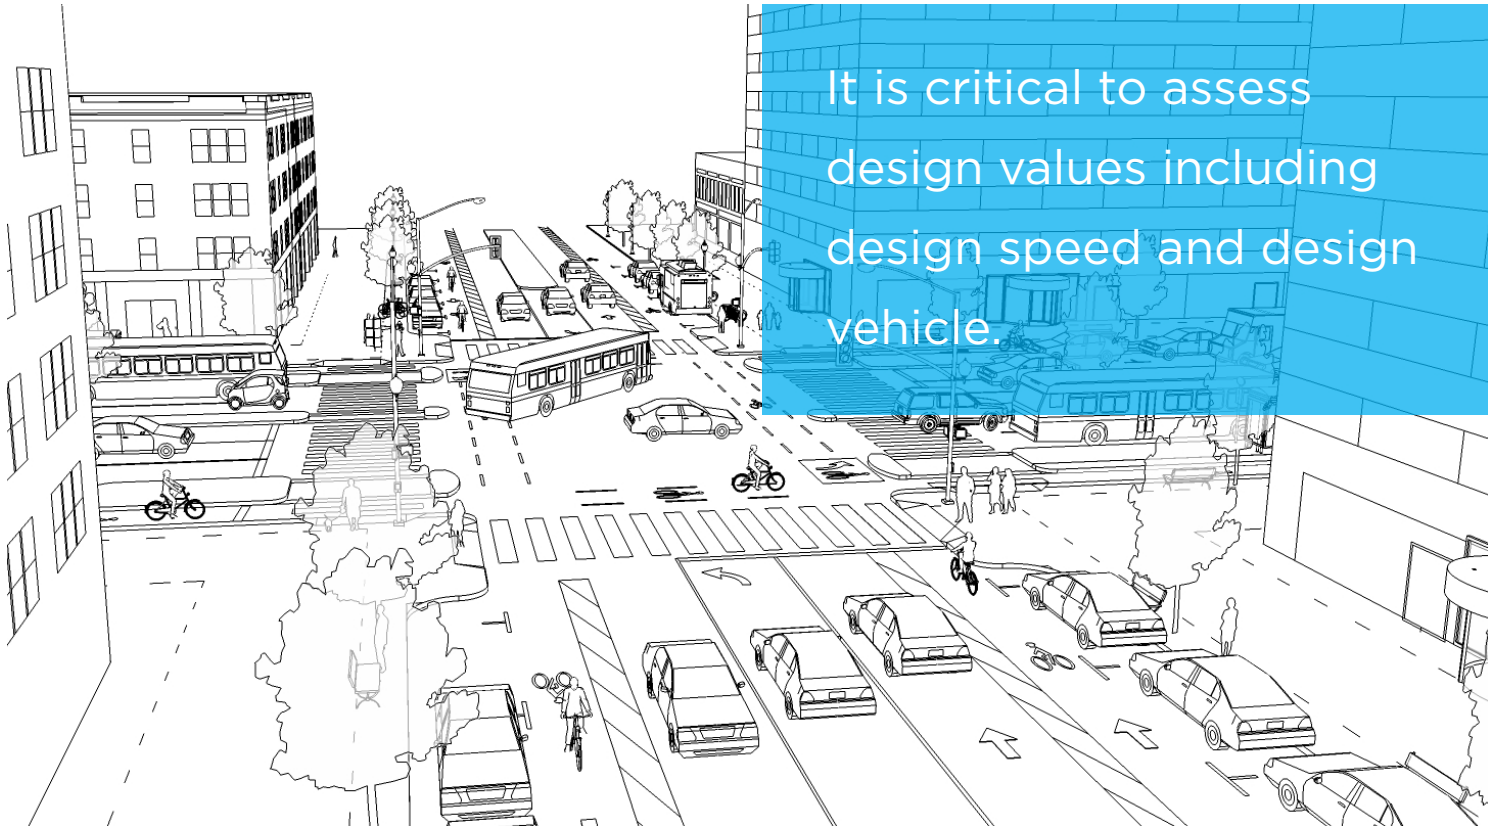 It is critical to assess
design values including
design speed and design
vehicle.